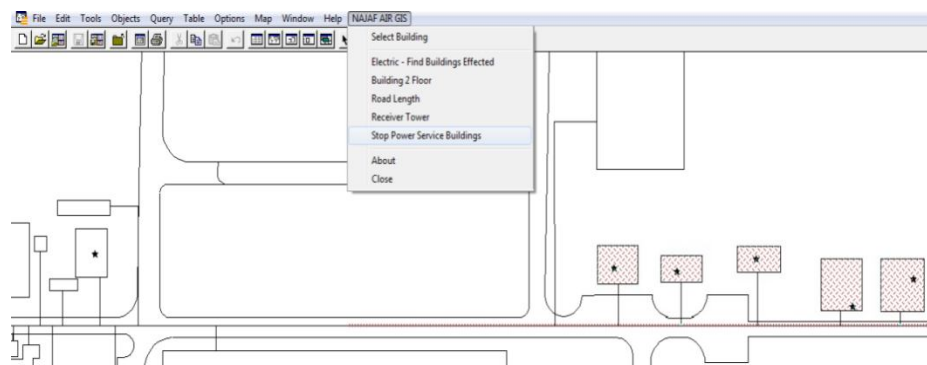 File Edit Tools Objects Query Table Options Map Window Help NAJAF AIR GIS
Select Building
Electric - Find Buildings Effected
Building 2 Floor
Road Length
Receiver Tower
Stop Power Service Buildings
About
Close